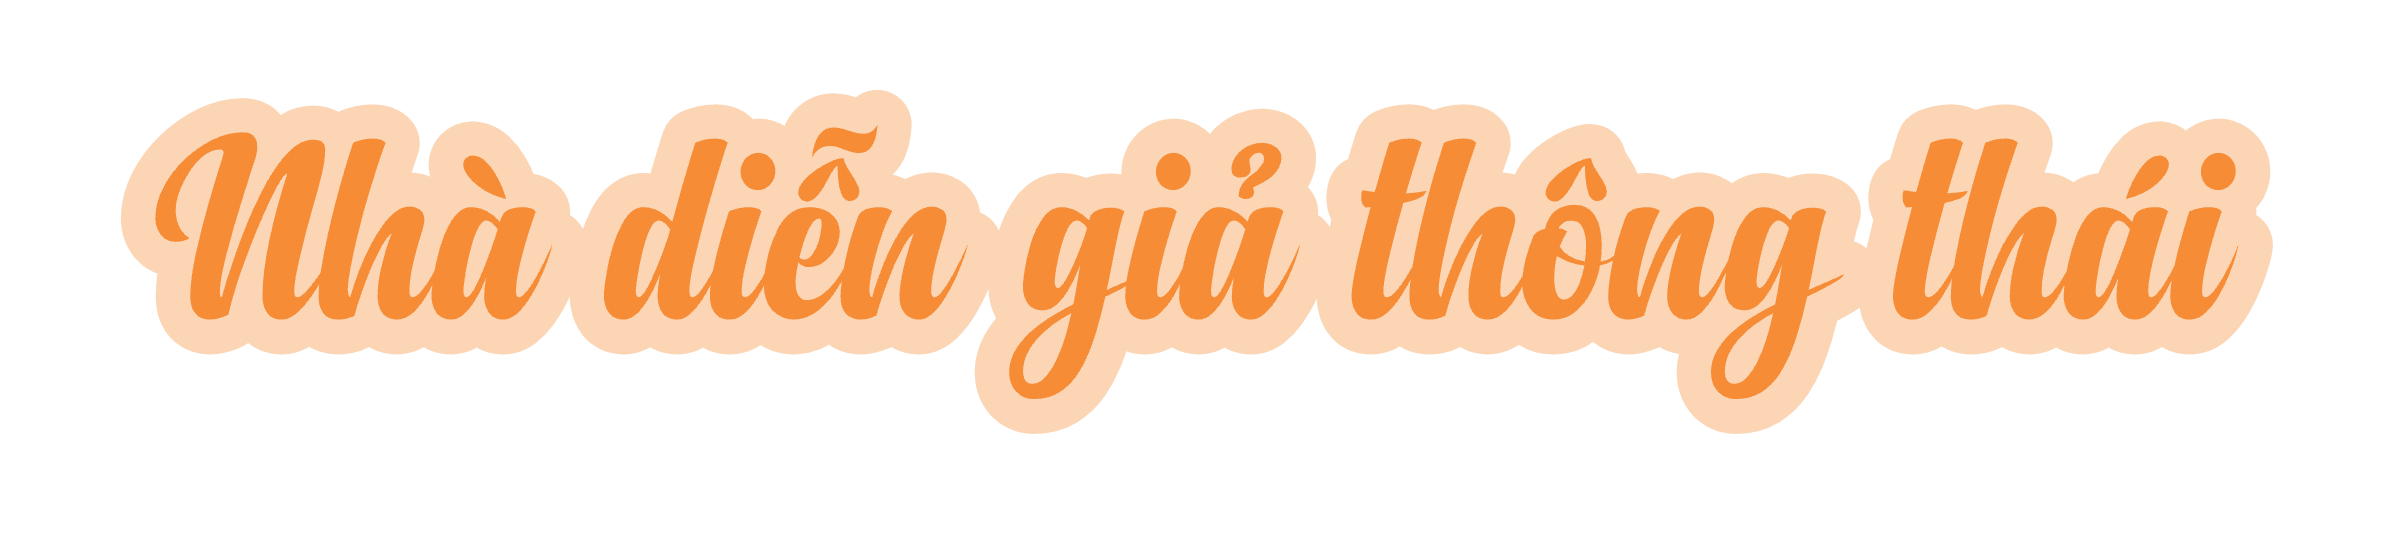 Nhà diễn giả thông thái